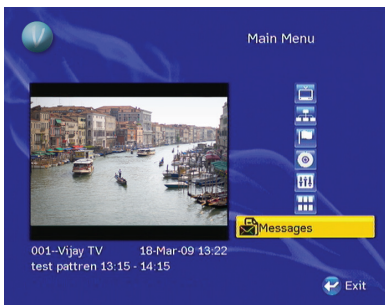 V
Main Menu
Messages
001--Vijay TV 18-Mar-09 13:22
test pattren 13:15 - 14:15
Exit